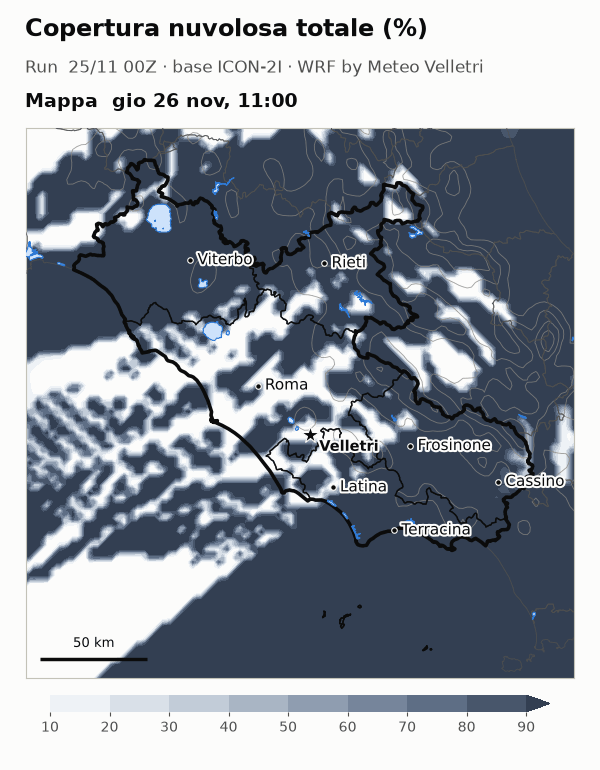 Copertura nuvolosa totale (%)
Run  25/11 00Z · base ICON-2I · WRF by Meteo Velletri
Mappa  gio 26 nov, 11:00
Viterbo
Rieti
Roma
Velletri
Frosinone
Latina
Cassino
Terracina
50 km
10 20 30 40 50 60 70 80 90